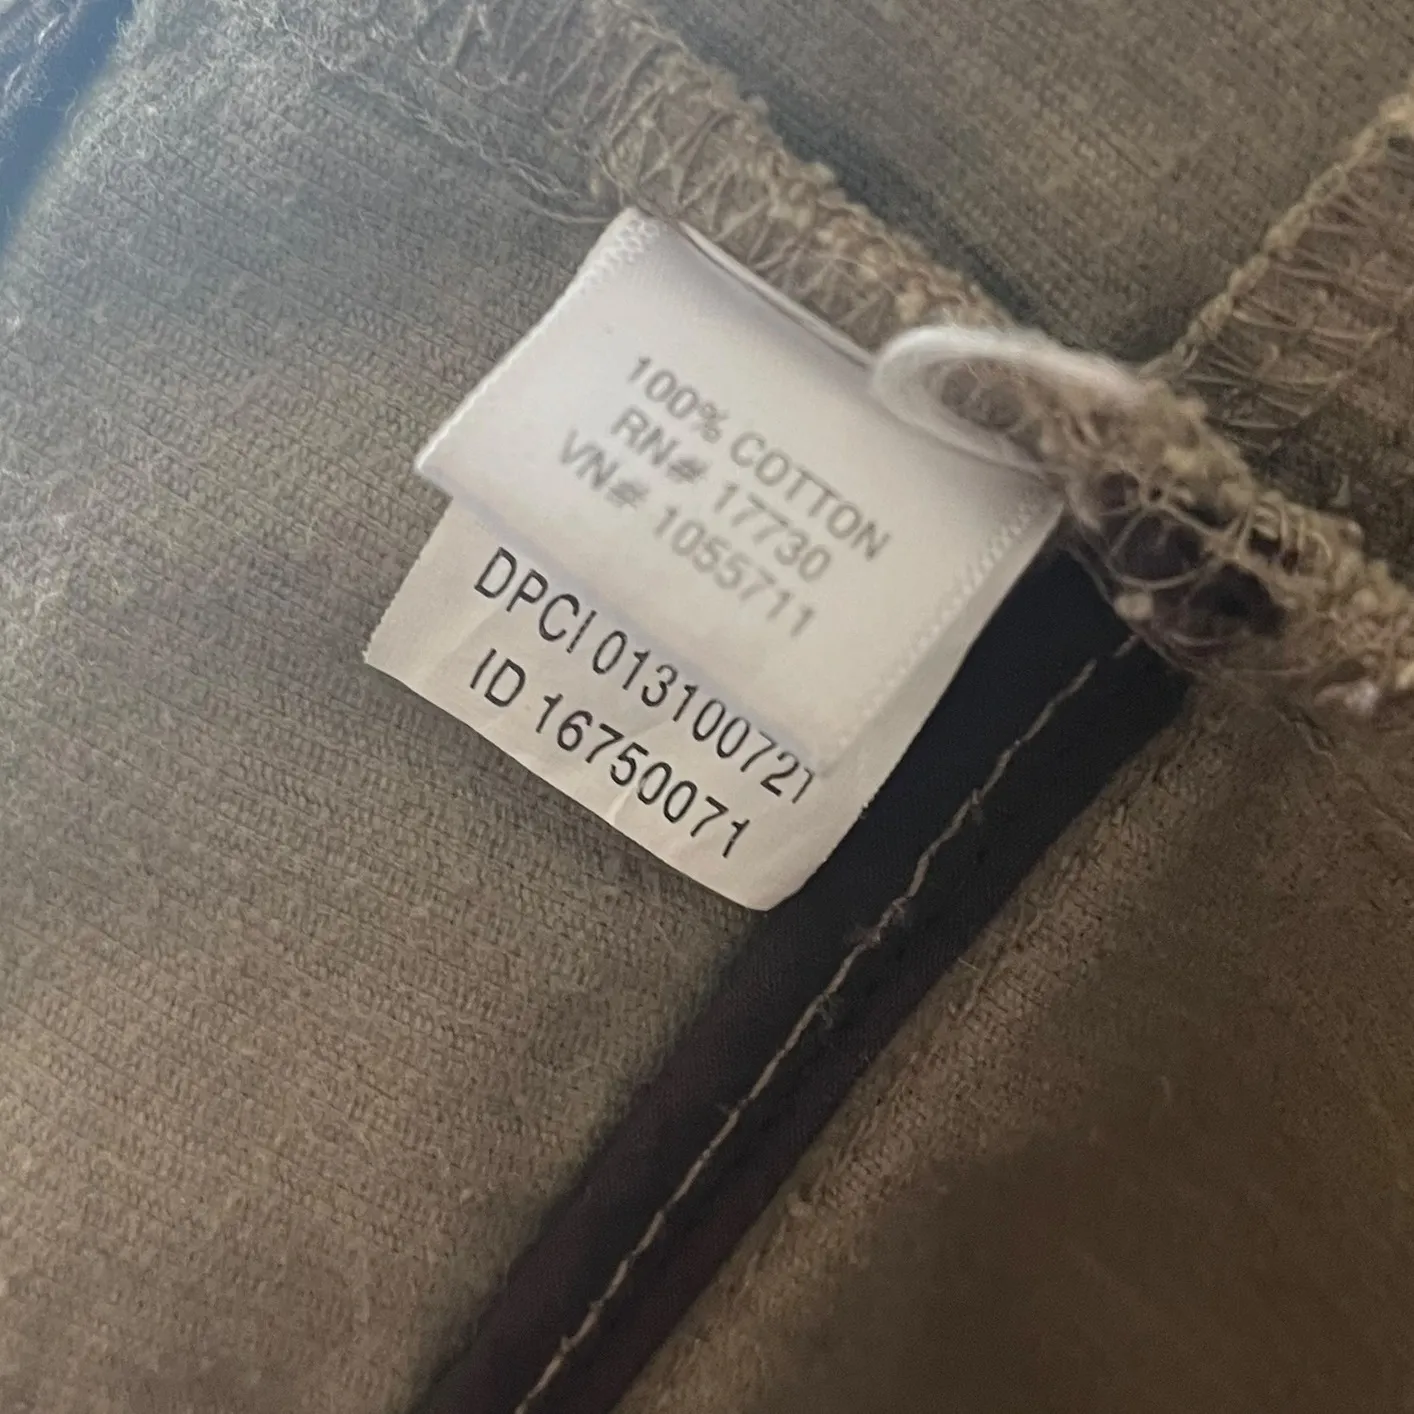 100% COTTON
RN# 17730
VN# 1055711
DPCI 013100721
ID 16750071